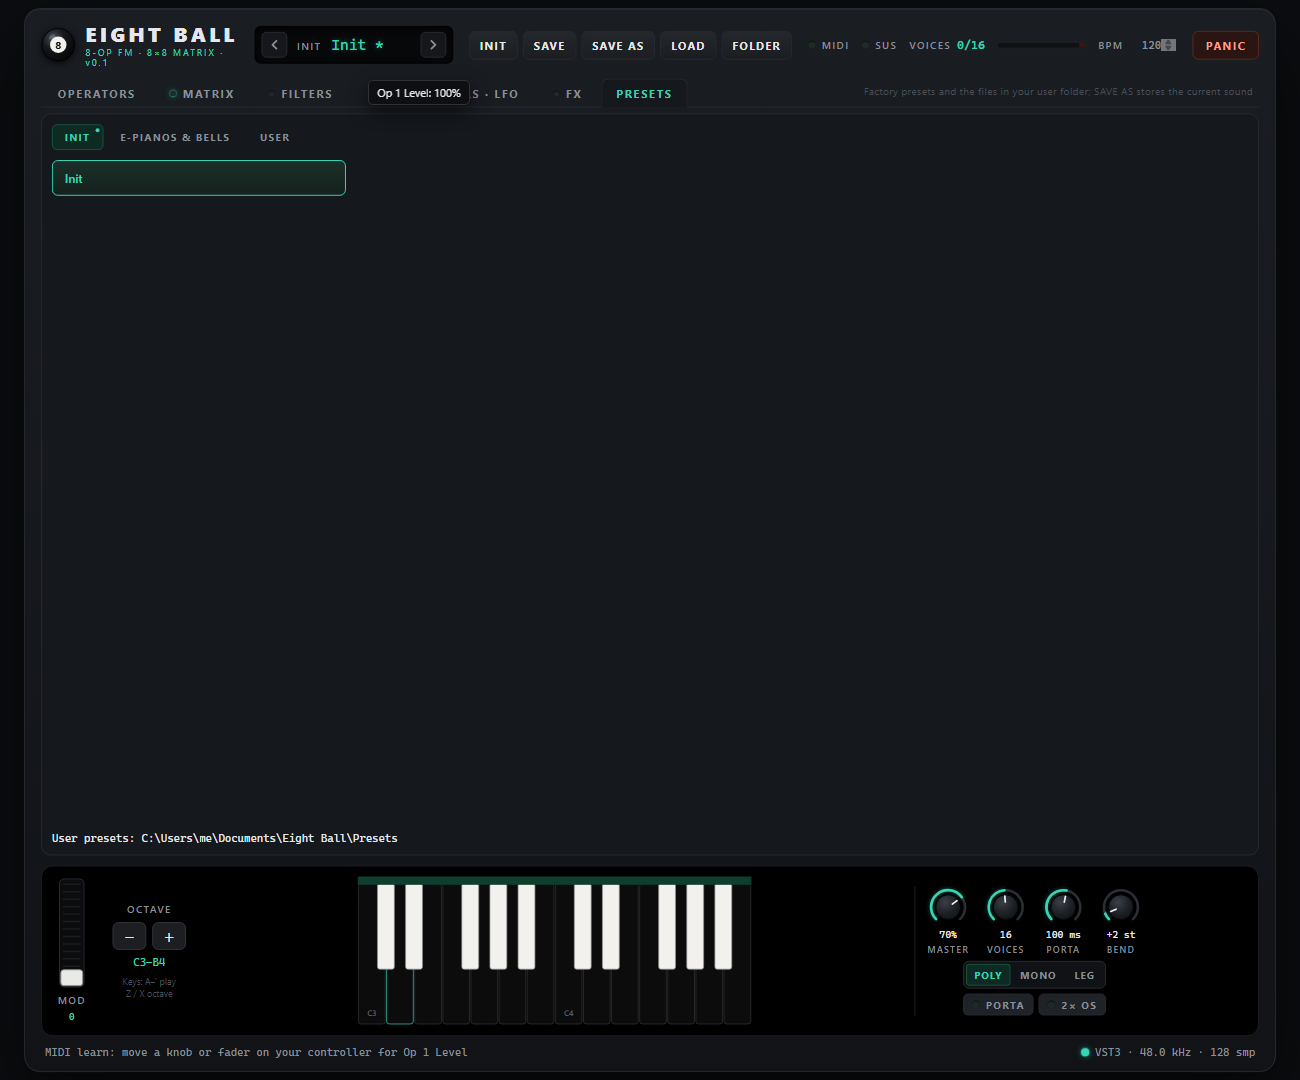 8
EIGHT BALL
8-OP FM · 8×8 MATRIX ·
v0.1
INIT Init *
INIT
SAVE
SAVE AS
LOAD
FOLDER
MIDI
SUS
VOICES 0/16
BPM
120
PANIC
OPERATORS
MATRIX
FILTERS
Op 1 Level: 100%
S · LFO
FX
PRESETS
Factory presets and the files in your user folder; SAVE AS stores the current sound
INIT
E-PIANOS & BELLS
USER
Init
User presets: C:\Users\me\Documents\Eight Ball\Presets
OCTAVE
−
+
C3–B4
Keys: A–' play
Z / X octave
MOD
0
C3
C4
70%
MASTER
16
VOICES
100 ms
PORTA
+2 st
BEND
POLY
MONO
LEG
PORTA
2× OS
MIDI learn: move a knob or fader on your controller for Op 1 Level
VST3 · 48.0 kHz · 128 smp